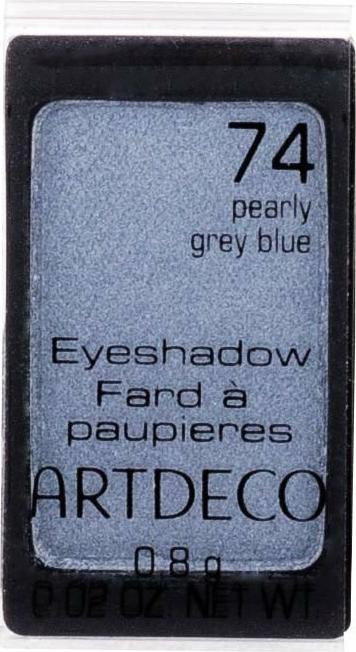 74
pearly
grey blue
Eyeshadow
Fard à
paupieres
ARTDECO
0,8 g
0.02 OZ. NET WT.